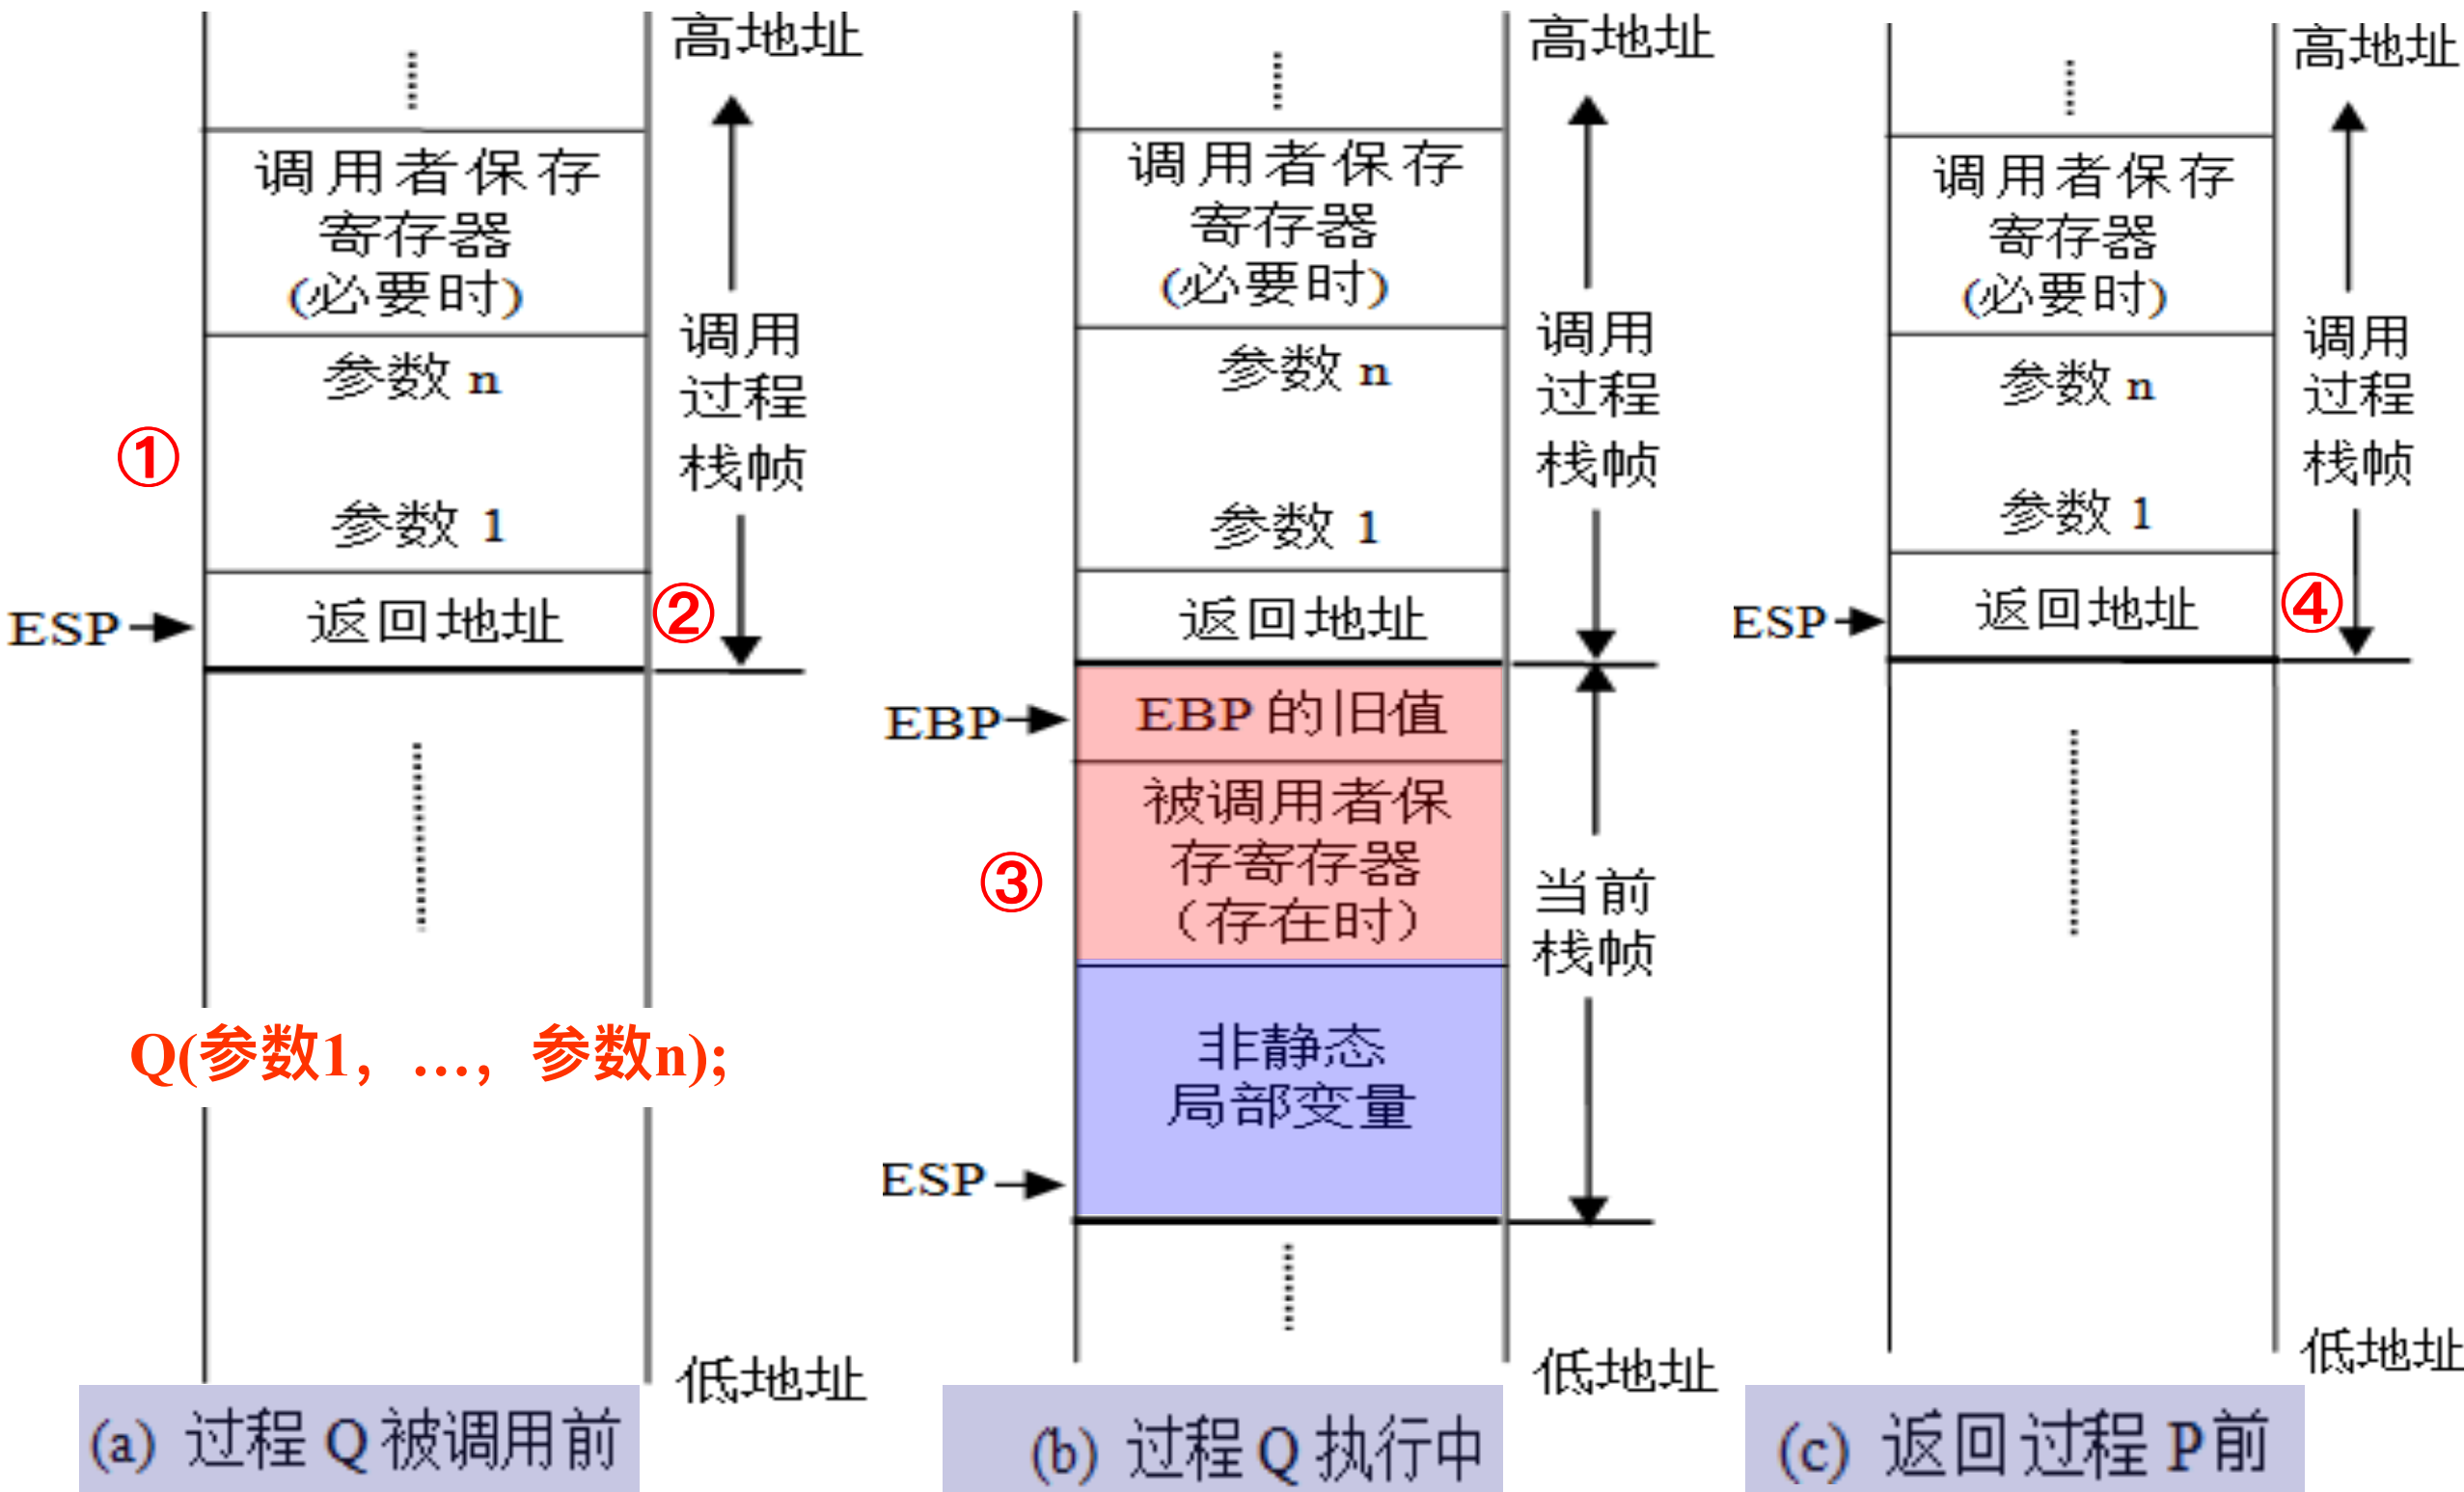 高地址
调用者保存
寄存器
(必要时)
参数 n
①
参数 1
ESP
返回地址
②
调用
过程
栈帧
Q(参数1，…，参数n);
低地址
(a) 过程 Q 被调用前
高地址
调用者保存
寄存器
(必要时)
参数 n
参数 1
返回地址
调用
过程
栈帧
EBP
EBP 的旧值
被调用者保
存寄存器
（存在时）
③
非静态
局部变量
ESP
当前
栈帧
低地址
(b) 过程 Q 执行中
高地址
调用者保存
寄存器
(必要时)
参数 n
参数 1
ESP
返回地址
④
调用
过程
栈帧
低地址
(c) 返回过程 P前